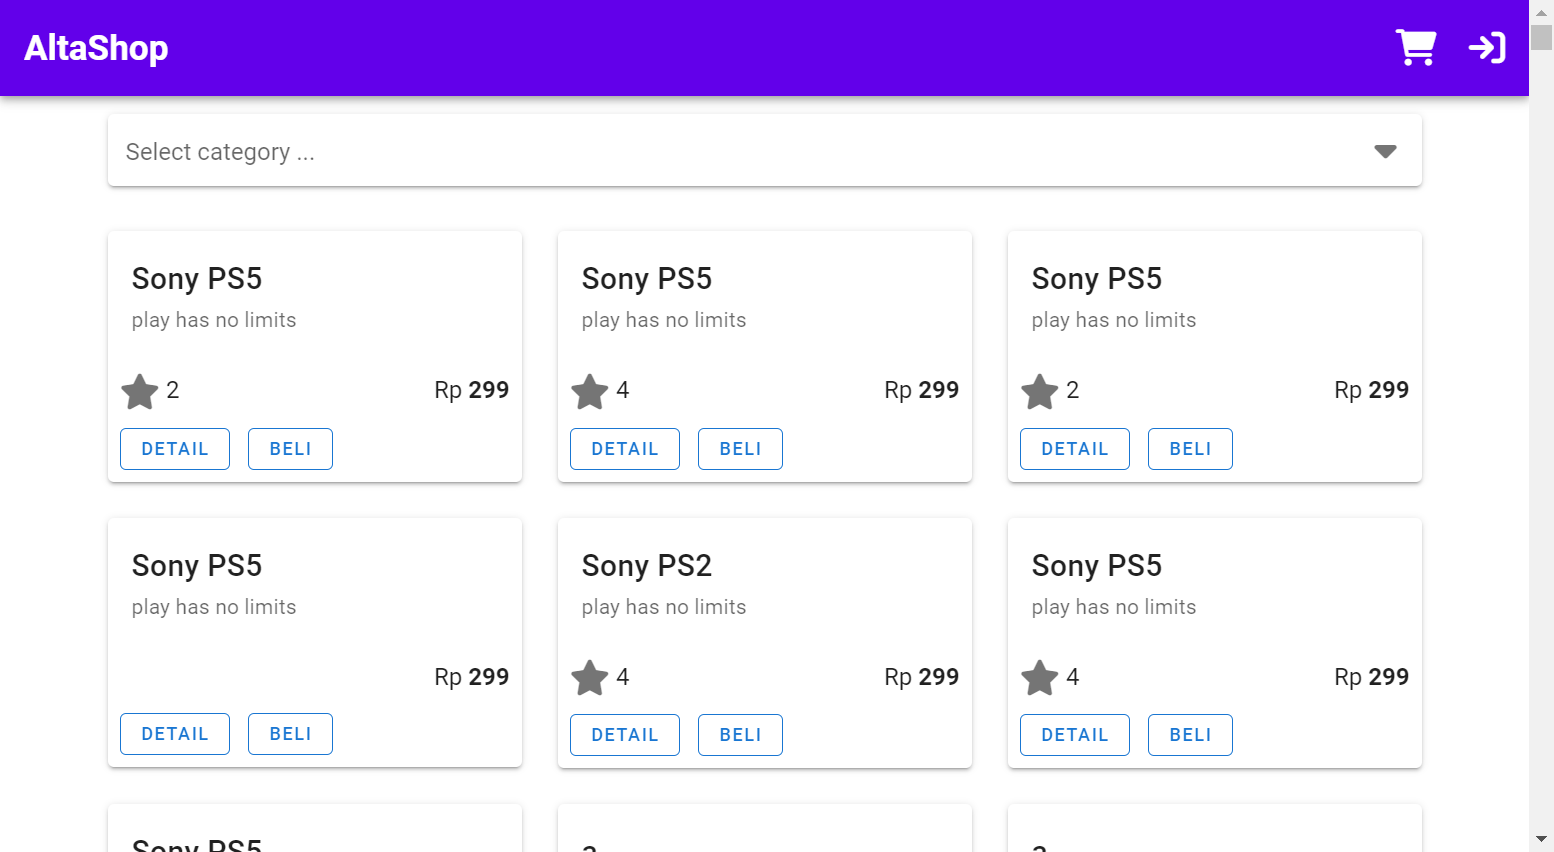 AltaShop
Select category ...
Sony PS5
play has no limits
2
Rp 299
DETAIL
BELI
Sony PS5
play has no limits
4
Rp 299
DETAIL
BELI
Sony PS5
play has no limits
2
Rp 299
DETAIL
BELI
Sony PS5
play has no limits
Rp 299
DETAIL
BELI
Sony PS2
play has no limits
4
Rp 299
DETAIL
BELI
Sony PS5
play has no limits
4
Rp 299
DETAIL
BELI
Sony PS5